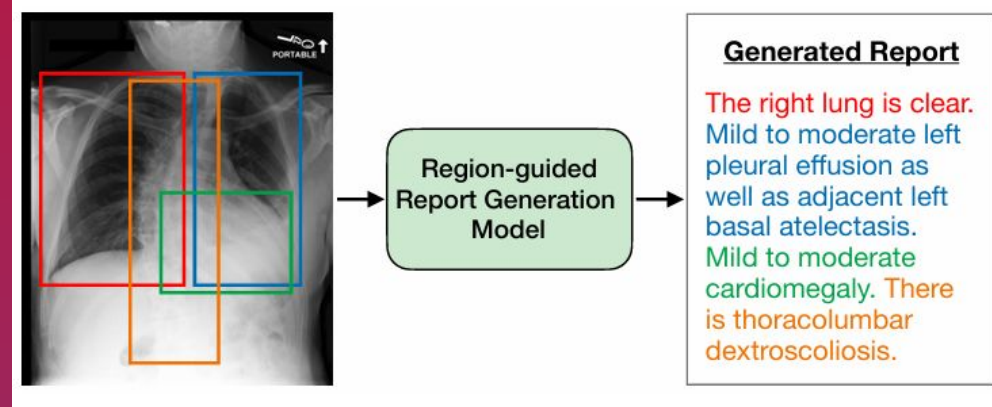 PORTABLE
Region-guided
Report Generation
Model
Generated Report
The right lung is clear.
Mild to moderate left
pleural effusion as
well as adjacent left
basal atelectasis.
Mild to moderate
cardiomegaly. There
is thoracolumbar
dextroscoliosis.